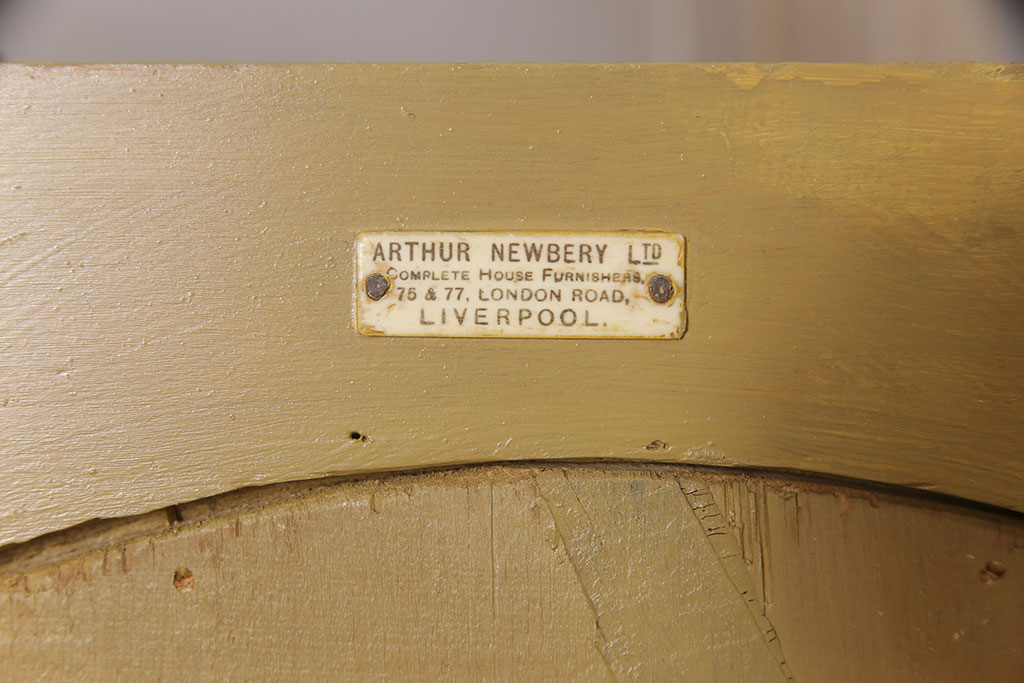 ARTHUR NEWBERY LTD
COMPLETE HOUSE FURNISHERS,
75 & 77, LONDON ROAD,
LIVERPOOL.